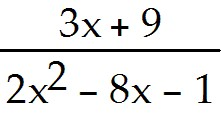 3x + 9
2x² − 8x − 1